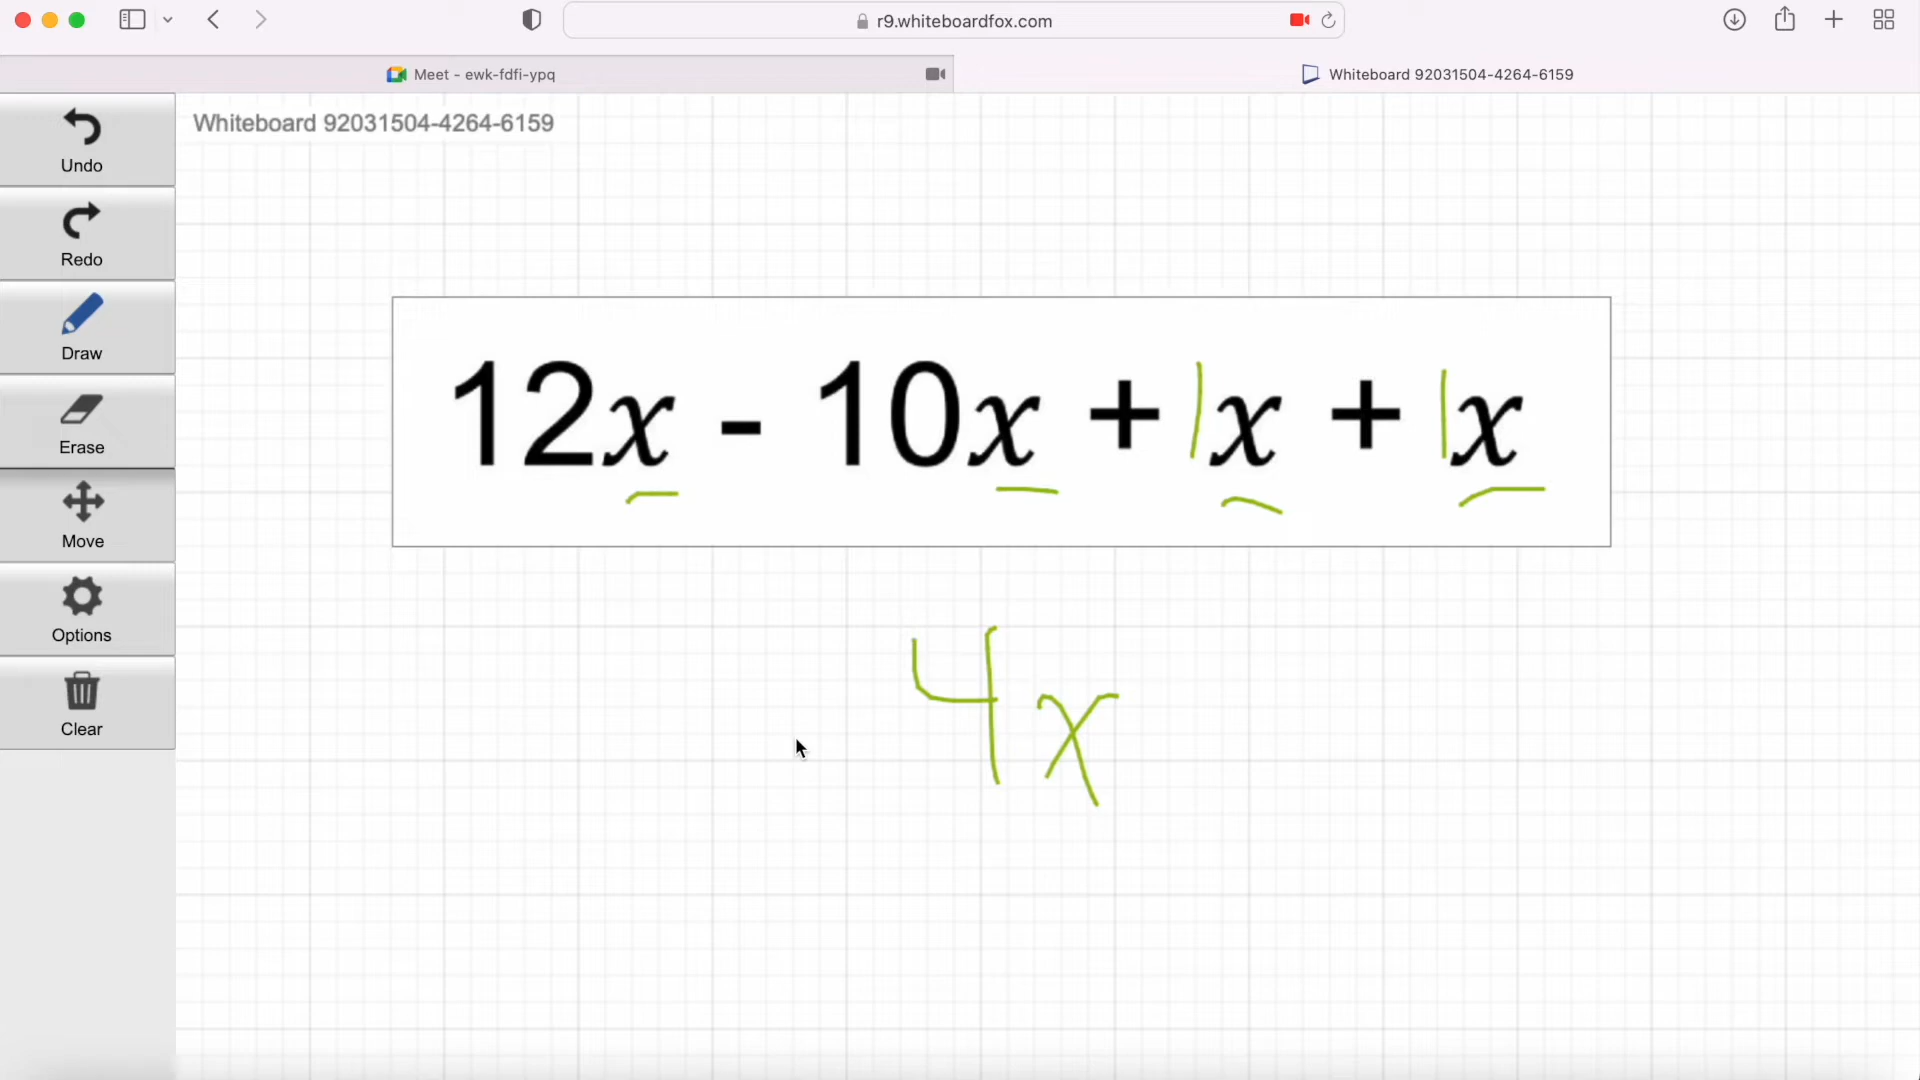 r9.whiteboardfox.com
Meet - ewk-fdfi-ypq
Whiteboard 92031504-4264-6159
Whiteboard 92031504-4264-6159
Undo
Redo
Draw
Erase
Move
Options
Clear
12x - 10x + 1x + 1x
4x